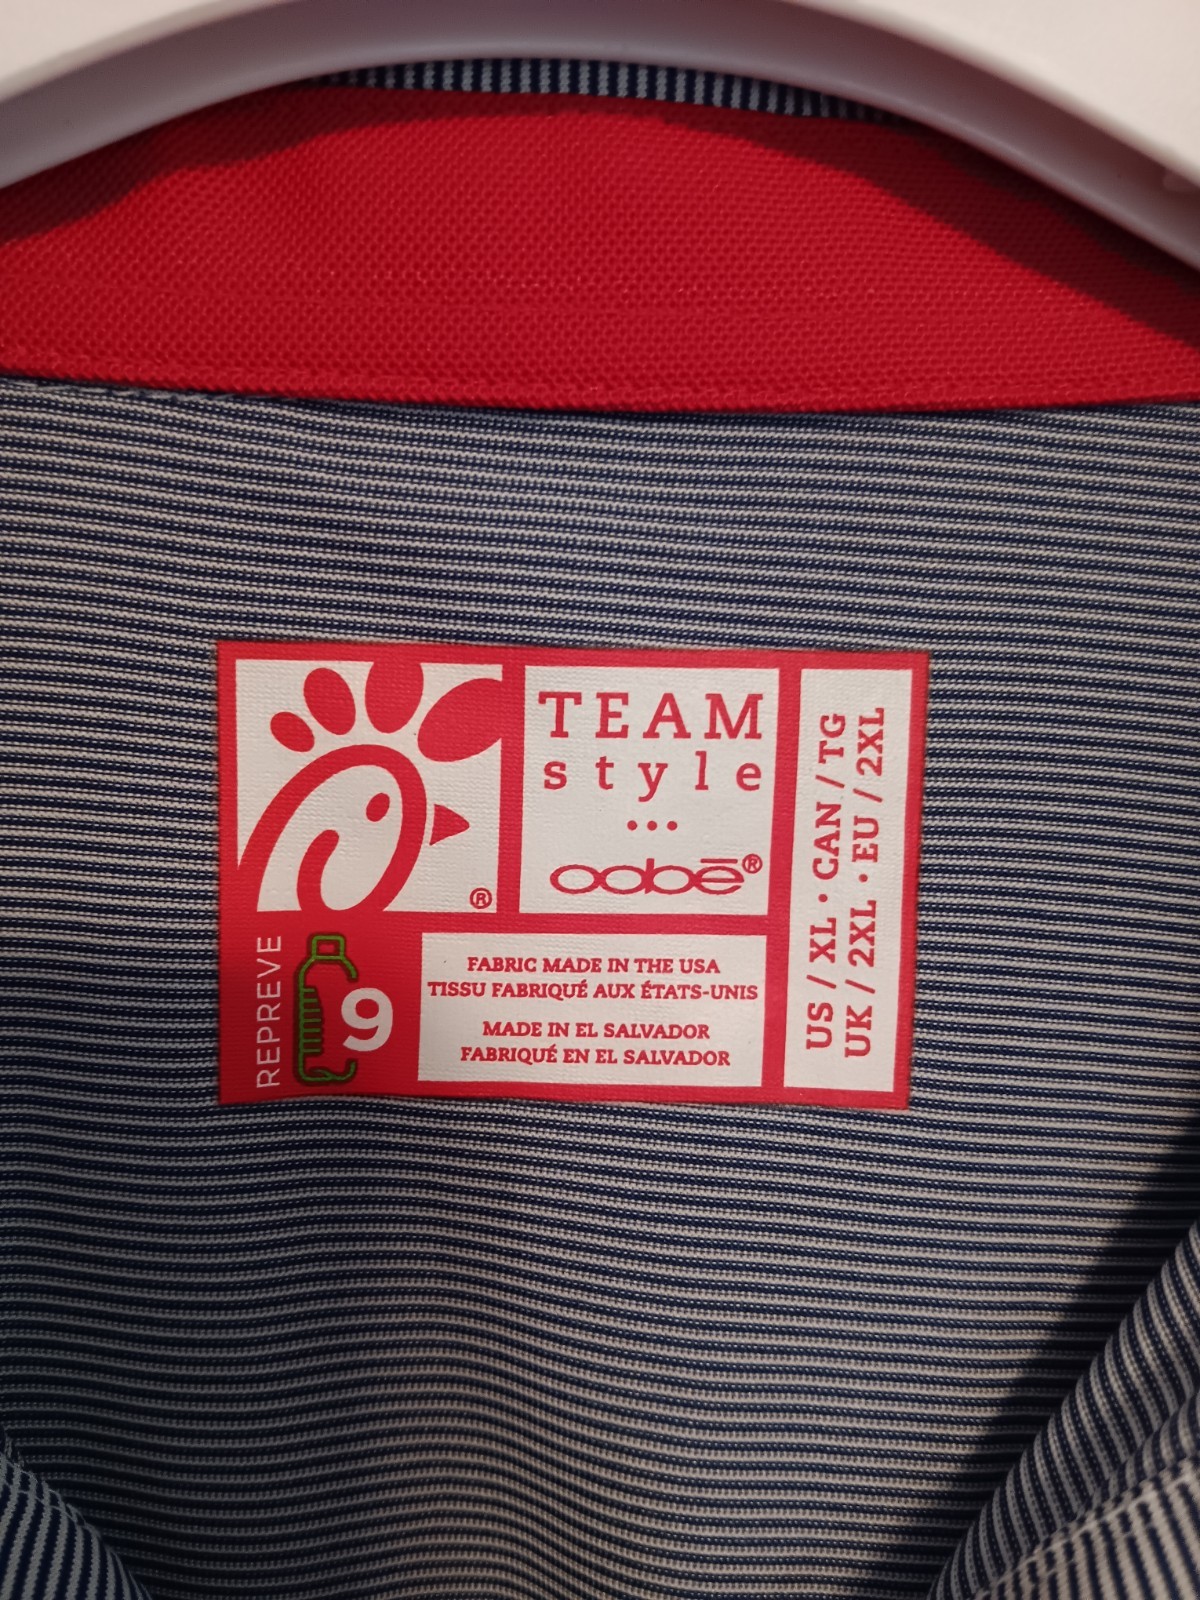 TEAM
style
...
oobē®
®
REPREVE
9
FABRIC MADE IN THE USA
TISSU FABRIQUÉ AUX ÉTATS-UNIS
MADE IN EL SALVADOR
FABRIQUÉ EN EL SALVADOR
US / XL • CAN / TG
UK / 2XL • EU / 2XL